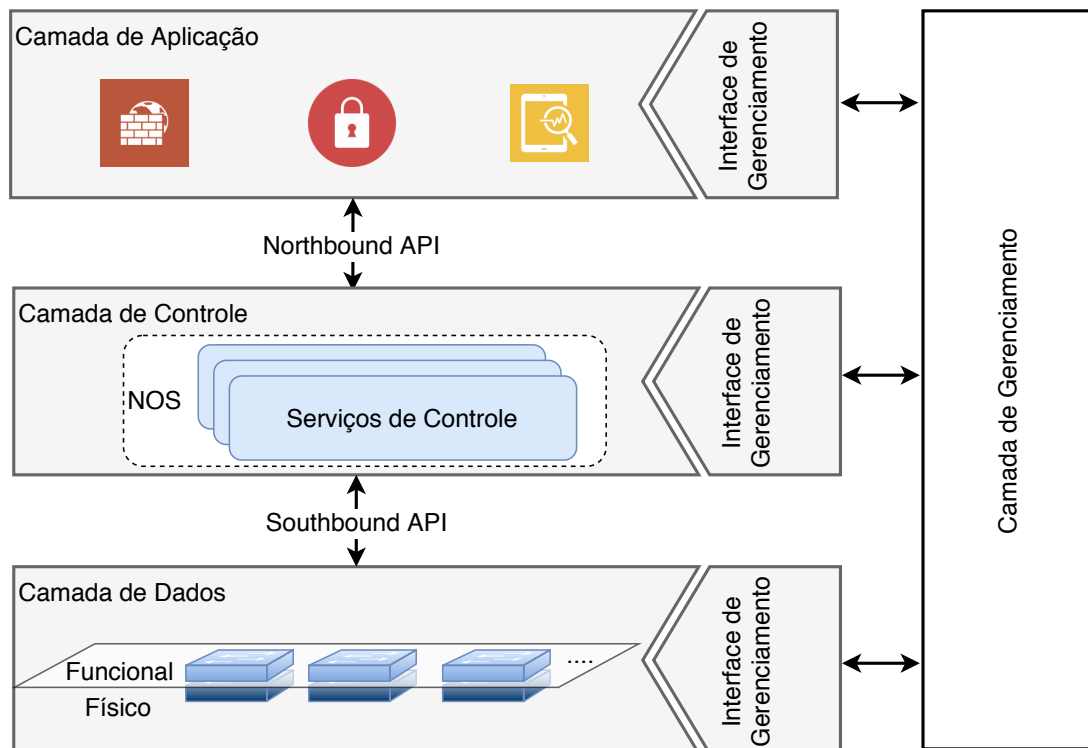 Camada de Aplicação
Interface de
Gerenciamento
Northbound API
Camada de Controle
NOS
Serviços de Controle
Interface de
Gerenciamento
Camada de Gerenciamento
Southbound API
Camada de Dados
Funcional
....
Físico
Interface de
Gerenciamento